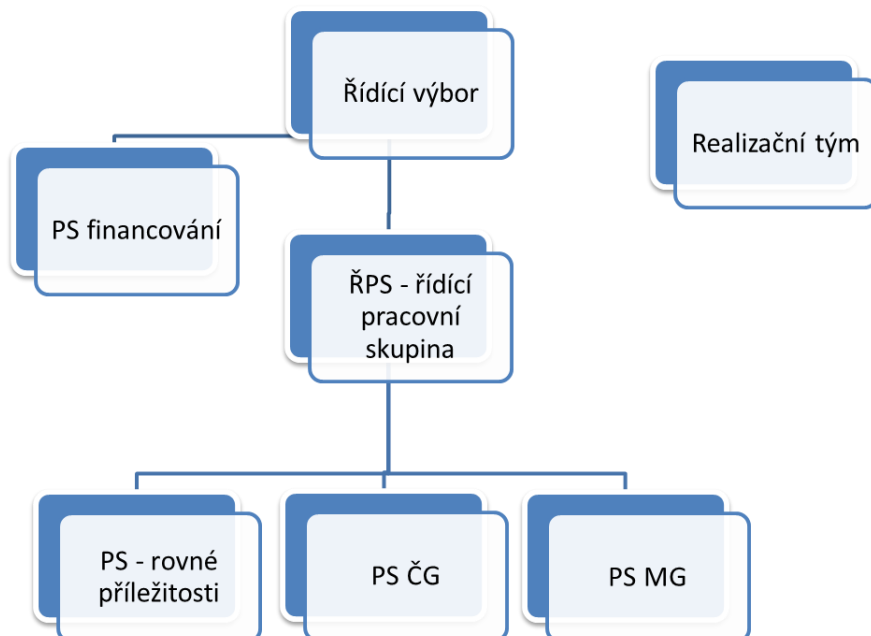 Řídící výbor
Realizační tým
PS financování
ŘPS - řídící
pracovní
skupina
PS - rovné
příležitosti
PS ČG
PS MG